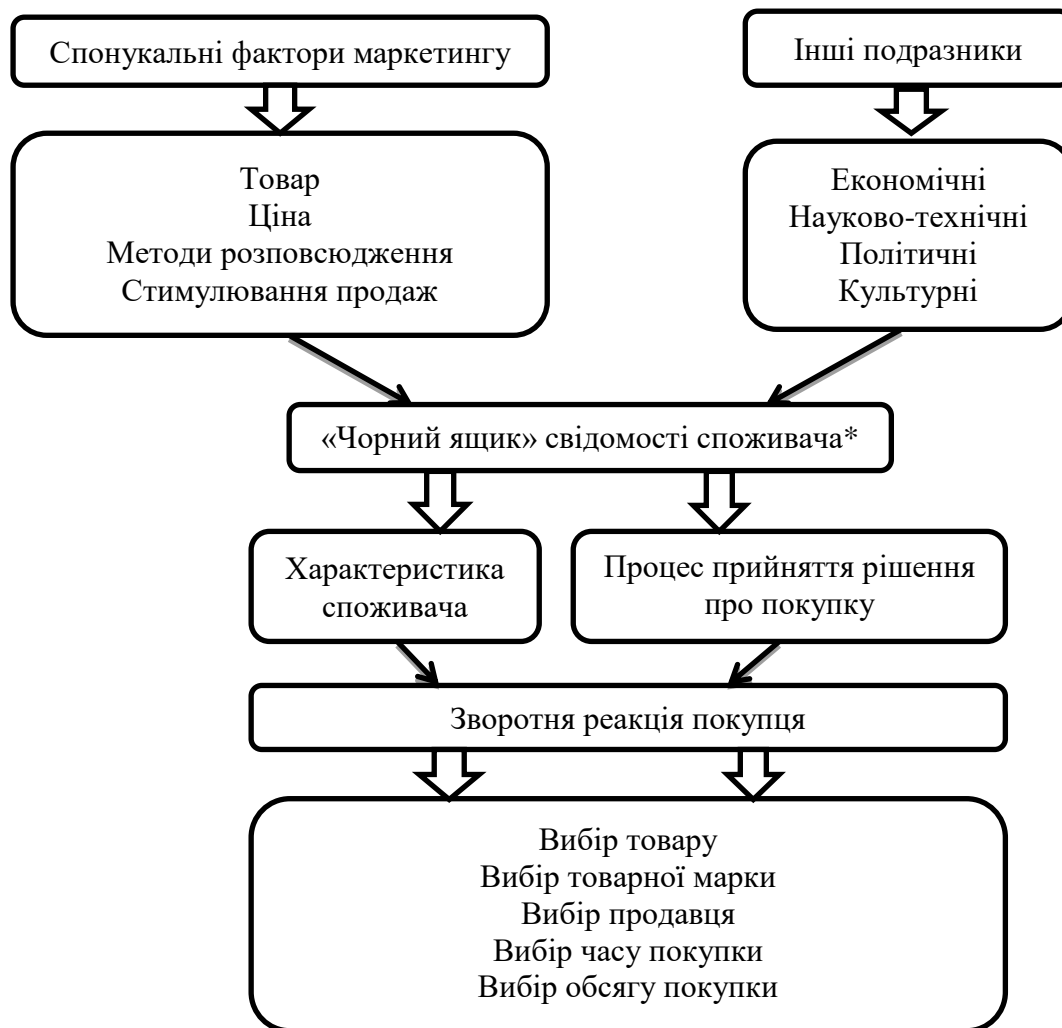 Спонукальні фактори маркетингу
Інші подразники
Товар
Ціна
Методи розповсюдження
Стимулювання продаж
Економічні
Науково-технічні
Політичні
Культурні
«Чорний ящик» свідомості споживача*
Характеристика
споживача
Процес прийняття рішення
про покупку
Зворотня реакція покупця
Вибір товару
Вибір товарної марки
Вибір продавця
Вибір часу покупки
Вибір обсягу покупки